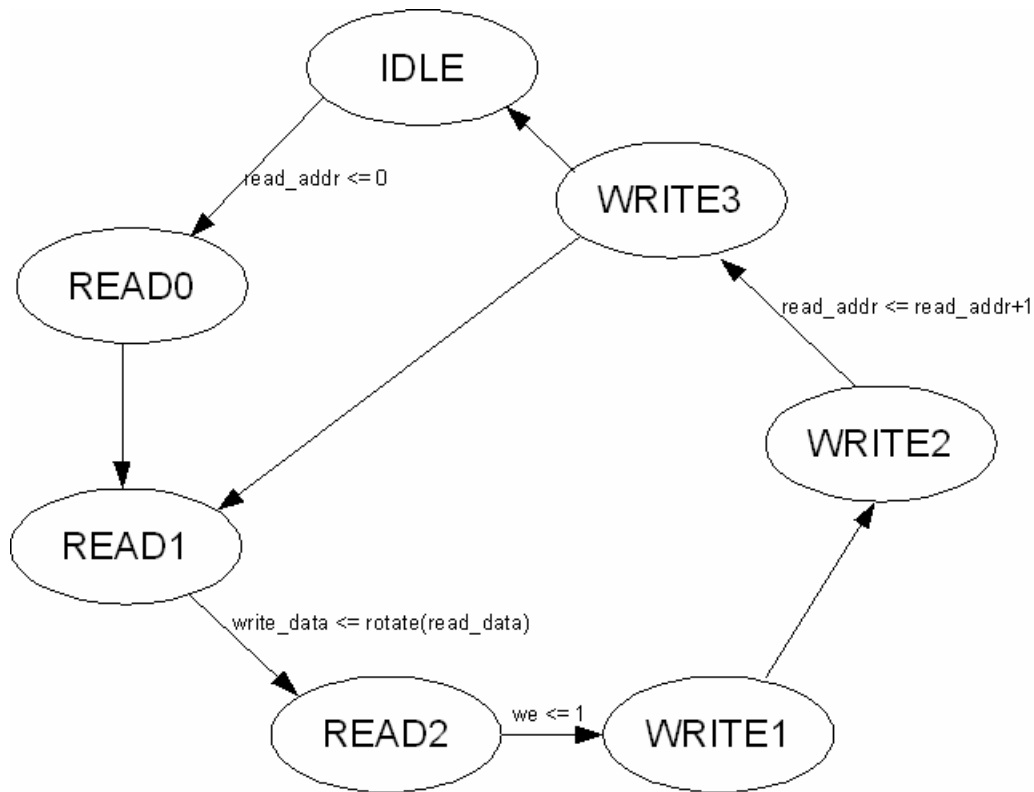 IDLE
read_addr <= 0
WRITE3
READ0
read_addr <= read_addr+1
WRITE2
READ1
write_data <= rotate(read_data)
READ2
we <= 1
WRITE1